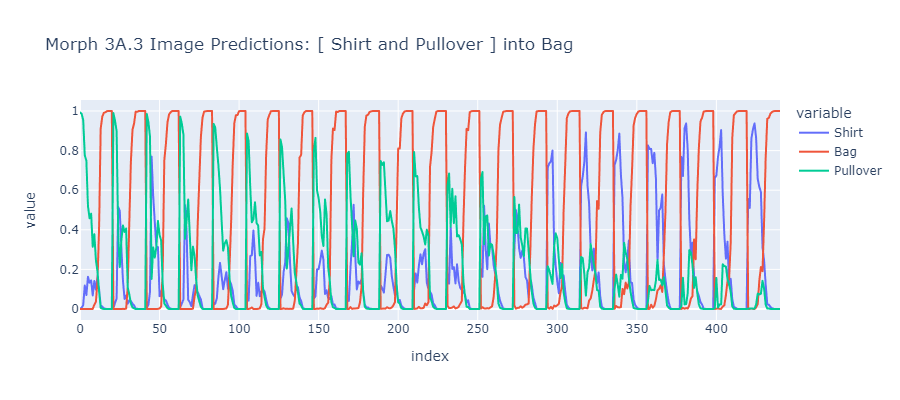 Morph 3A.3 Image Predictions: [ Shirt and Pullover ] into Bag
variable
Shirt
Bag
Pullover
value
1
0.8
0.6
0.4
0.2
0
0 50 100 150 200 250 300 350 400
index